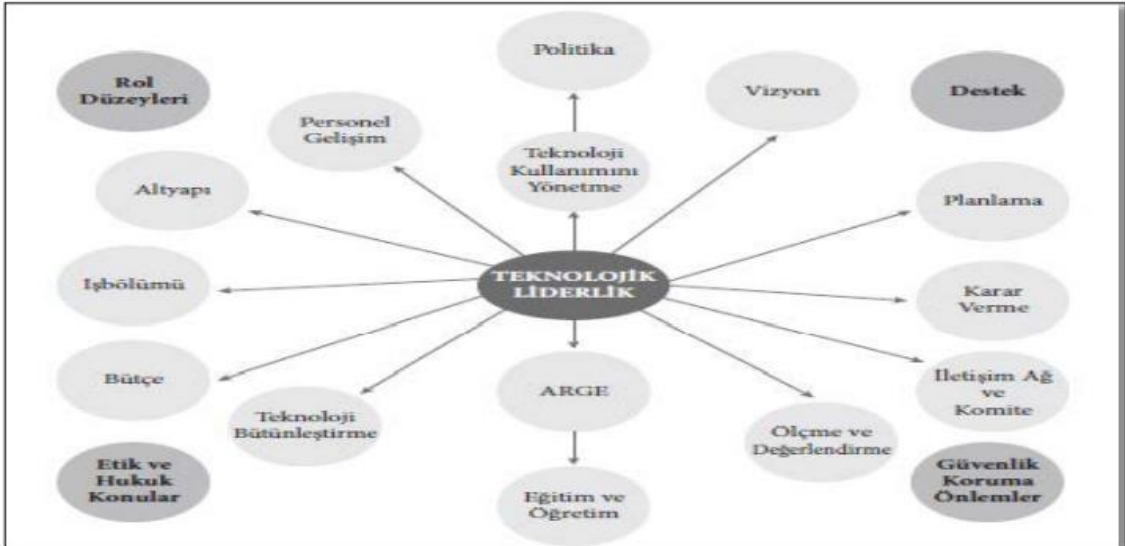 Politika
Rol
Düzeyleri
Vizyon
Destek
Personel
Gelişim
Teknoloji
Kullanımını
Yönetme
Altyapı
Planlama
TEKNOLOJİK
LİDERLİK
İşbölümü
Karar
Verme
Bütçe
ARGE
İletişim Ağ
ve
Komite
Teknoloji
Bütünleştirme
Ölçme ve
Değerlendirme
Etik ve
Hukuk
Konular
Eğitim ve
Öğretim
Güvenlik
Koruma
Önlemler